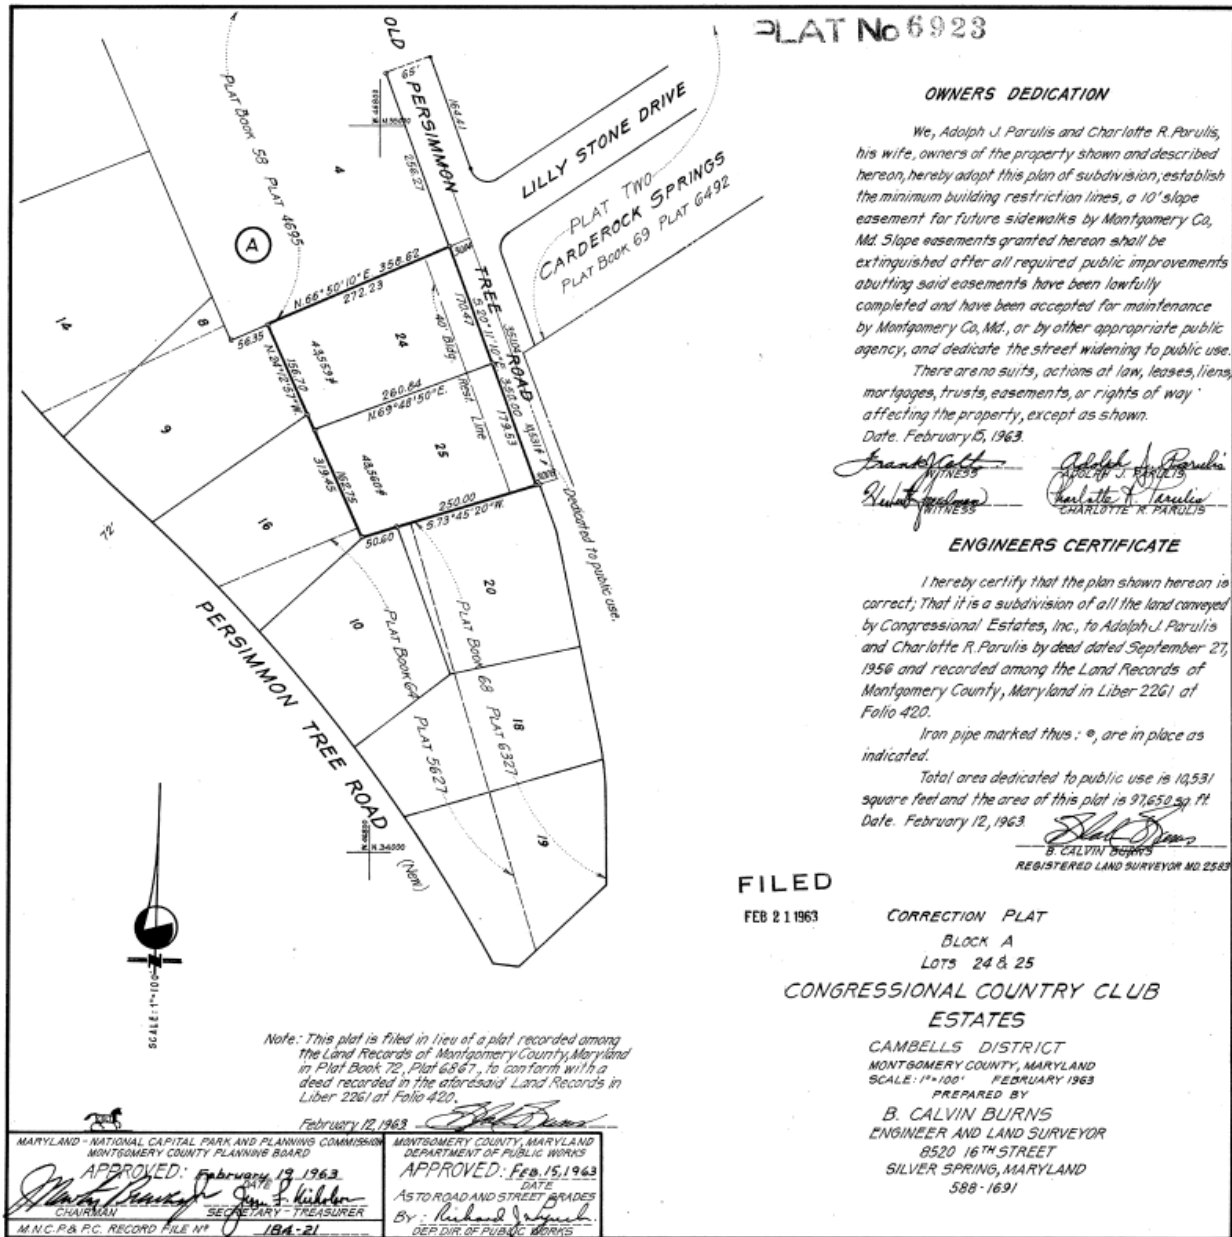 PLAT No 6923
OWNERS DEDICATION
We, Adolph J. Parulis and Charlotte R. Parulis,
his wife, owners of the property shown and described
hereon, hereby adopt this plan of subdivision; establish
the minimum building restriction lines, a 10' slope
easement for future sidewalks by Montgomery Co,
Md. Slope easements granted hereon shall be
extinguished after all required public improvements
abutting said easements have been lawfully
completed and have been accepted for maintenance
by Montgomery Co, Md., or by other appropriate public
agency, and dedicate the street widening to public use.
There are no suits, actions at law, leases, liens,
mortgages, trusts, easements, or rights of way
affecting the property, except as shown.
Date. February 15, 1963.
WITNESS
ADOLPH J. PARULIS
WITNESS
CHARLOTTE R. PARULIS
ENGINEERS CERTIFICATE
I hereby certify that the plan shown hereon is
correct; That it is a subdivision of all the land conveyed
by Congressional Estates, Inc., to Adolph J. Parulis
and Charlotte R. Parulis by deed dated September 27,
1956 and recorded among the Land Records of
Montgomery County, Maryland in Liber 2261 at
Folio 420.
Iron pipe marked thus: , are in place as
indicated.
Total area dedicated to public use is 10,531
square feet and the area of this plat is 97,650 sq. ft.
Date. February 12, 1963
B. CALVIN BURNS
REGISTERED LAND SURVEYOR MD. 2583
FILED
FEB 21 1963
CORRECTION PLAT
BLOCK A
LOTS 24 & 25
CONGRESSIONAL COUNTRY CLUB
ESTATES
CAMBELLS DISTRICT
MONTGOMERY COUNTY, MARYLAND
SCALE: 1"=100' FEBRUARY 1963
PREPARED BY
B. CALVIN BURNS
ENGINEER AND LAND SURVEYOR
8520 16TH STREET
SILVER SPRING, MARYLAND
588-1691
OLD PERSIMMON TREE ROAD
65'
164.41
256.27
LILLY STONE DRIVE
PLAT TWO
CARDEROCK SPRINGS
PLAT BOOK 69 PLAT 6492
PLAT BOOK 58 PLAT 4695
A
4
N.66°50'10"E. 358.62
272.23
56.35
14
8
9
16
10
20
18
19
24
43,559#
156.70
N.24°12'57"W.
40' Bldg. Rest. Line
170.47
S.20°11'10"E. 350.00
179.53
260.84
N.69°48'50"E.
25
43,560#
162.75
319.45
250.00
S.73°45'20"W.
50.60
Dedicated to public use.
72'
PERSIMMON TREE ROAD
(New)
PLAT BOOK 64
PLAT 5627
PLAT BOOK 68 PLAT 6327
N.34000
SCALE: 1"=100'
Note: This plat is filed in lieu of a plat recorded among
the Land Records of Montgomery County, Maryland
in Plat Book 72, Plat 6867, to conform with a
deed recorded in the aforesaid Land Records in
Liber 2261 at Folio 420.
February 12, 1963
MARYLAND-NATIONAL CAPITAL PARK AND PLANNING COMMISSION
MONTGOMERY COUNTY PLANNING BOARD
APPROVED: February 19 1963
DATE
CHAIRMAN
SECRETARY-TREASURER
M.N.C.P.& P.C. RECORD FILE Nº 184-21
MONTGOMERY COUNTY, MARYLAND
DEPARTMENT OF PUBLIC WORKS
APPROVED: FEB. 15, 1963
DATE
AS TO ROAD AND STREET GRADES
BY: Richard J. Lynch
DEP. DIR. OF PUBLIC WORKS